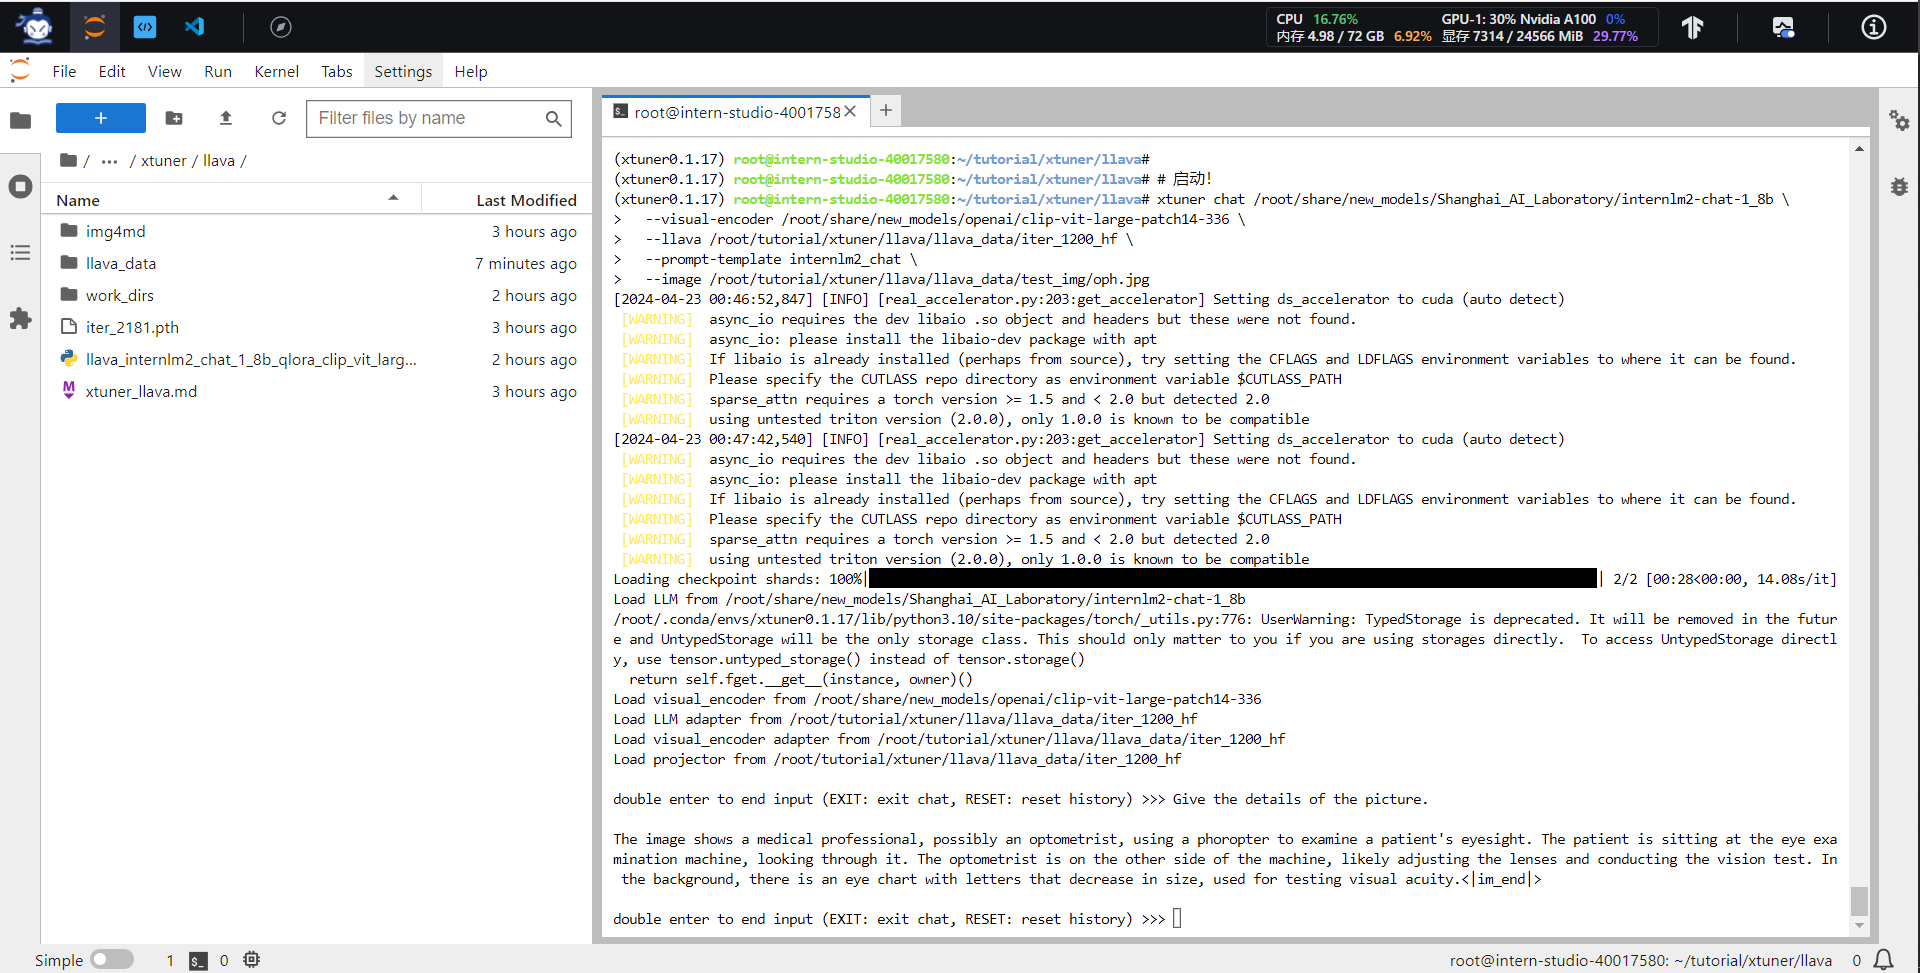 CPU 16.76% GPU-1: 30% Nvidia A100 0%
内存 4.98 / 72 GB 6.92% 显存 7314 / 24566 MiB 29.77%
File Edit View Run Kernel Tabs Settings Help
+
Filter files by name
/ ... / xtuner / llava /
Name Last Modified
img4md 3 hours ago
llava_data 7 minutes ago
work_dirs 2 hours ago
iter_2181.pth 3 hours ago
llava_internlm2_chat_1_8b_qlora_clip_vit_larg... 2 hours ago
xtuner_llava.md 3 hours ago
root@intern-studio-4001758
(xtuner0.1.17) root@intern-studio-40017580:~/tutorial/xtuner/llava#
(xtuner0.1.17) root@intern-studio-40017580:~/tutorial/xtuner/llava# # 启动!
(xtuner0.1.17) root@intern-studio-40017580:~/tutorial/xtuner/llava# xtuner chat /root/share/new_models/Shanghai_AI_Laboratory/internlm2-chat-1_8b \
> --visual-encoder /root/share/new_models/openai/clip-vit-large-patch14-336 \
> --llava /root/tutorial/xtuner/llava/llava_data/iter_1200_hf \
> --prompt-template internlm2_chat \
> --image /root/tutorial/xtuner/llava/llava_data/test_img/oph.jpg
[2024-04-23 00:46:52,847] [INFO] [real_accelerator.py:203:get_accelerator] Setting ds_accelerator to cuda (auto detect)
[WARNING] async_io requires the dev libaio .so object and headers but these were not found.
[WARNING] async_io: please install the libaio-dev package with apt
[WARNING] If libaio is already installed (perhaps from source), try setting the CFLAGS and LDFLAGS environment variables to where it can be found.
[WARNING] Please specify the CUTLASS repo directory as environment variable $CUTLASS_PATH
[WARNING] sparse_attn requires a torch version >= 1.5 and < 2.0 but detected 2.0
[WARNING] using untested triton version (2.0.0), only 1.0.0 is known to be compatible
[2024-04-23 00:47:42,540] [INFO] [real_accelerator.py:203:get_accelerator] Setting ds_accelerator to cuda (auto detect)
[WARNING] async_io requires the dev libaio .so object and headers but these were not found.
[WARNING] async_io: please install the libaio-dev package with apt
[WARNING] If libaio is already installed (perhaps from source), try setting the CFLAGS and LDFLAGS environment variables to where it can be found.
[WARNING] Please specify the CUTLASS repo directory as environment variable $CUTLASS_PATH
[WARNING] sparse_attn requires a torch version >= 1.5 and < 2.0 but detected 2.0
[WARNING] using untested triton version (2.0.0), only 1.0.0 is known to be compatible
Loading checkpoint shards: 100%| | 2/2 [00:28<00:00, 14.08s/it]
Load LLM from /root/share/new_models/Shanghai_AI_Laboratory/internlm2-chat-1_8b
/root/.conda/envs/xtuner0.1.17/lib/python3.10/site-packages/torch/_utils.py:776: UserWarning: TypedStorage is deprecated. It will be removed in the futur
e and UntypedStorage will be the only storage class. This should only matter to you if you are using storages directly. To access UntypedStorage directl
y, use tensor.untyped_storage() instead of tensor.storage()
return self.fget.__get__(instance, owner)()
Load visual_encoder from /root/share/new_models/openai/clip-vit-large-patch14-336
Load LLM adapter from /root/tutorial/xtuner/llava/llava_data/iter_1200_hf
Load visual_encoder adapter from /root/tutorial/xtuner/llava/llava_data/iter_1200_hf
Load projector from /root/tutorial/xtuner/llava/llava_data/iter_1200_hf
double enter to end input (EXIT: exit chat, RESET: reset history) >>> Give the details of the picture.
The image shows a medical professional, possibly an optometrist, using a phoropter to examine a patient's eyesight. The patient is sitting at the eye exa
mination machine, looking through it. The optometrist is on the other side of the machine, likely adjusting the lenses and conducting the vision test. In
the background, there is an eye chart with letters that decrease in size, used for testing visual acuity.<|im_end|>
double enter to end input (EXIT: exit chat, RESET: reset history) >>>
Simple 1 $_ 0 root@intern-studio-40017580: ~/tutorial/xtuner/llava 0